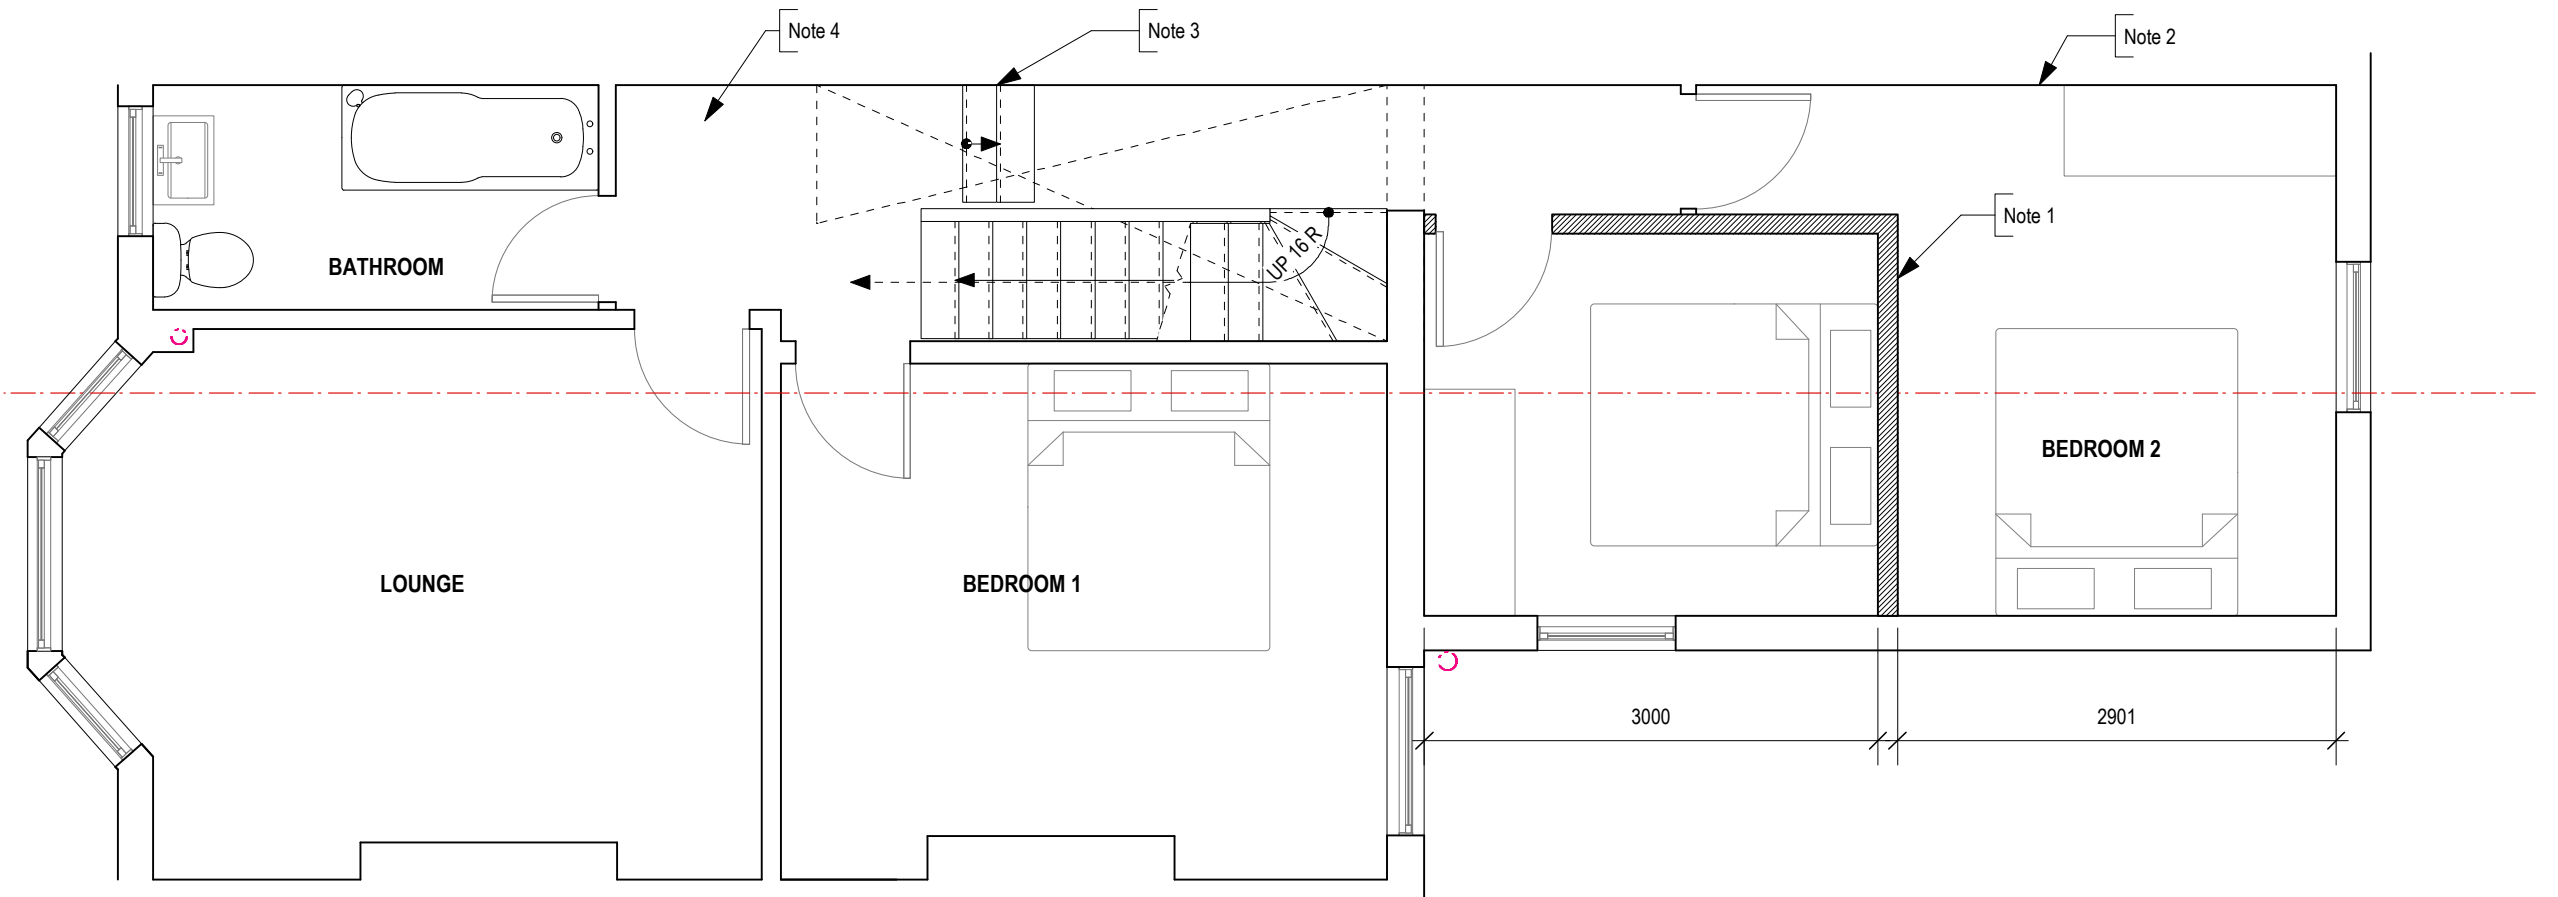 Note 4
Note 3
Note 2
Note 1
UP 16 R
BATHROOM
BEDROOM 2
LOUNGE
BEDROOM 1
3000
2901